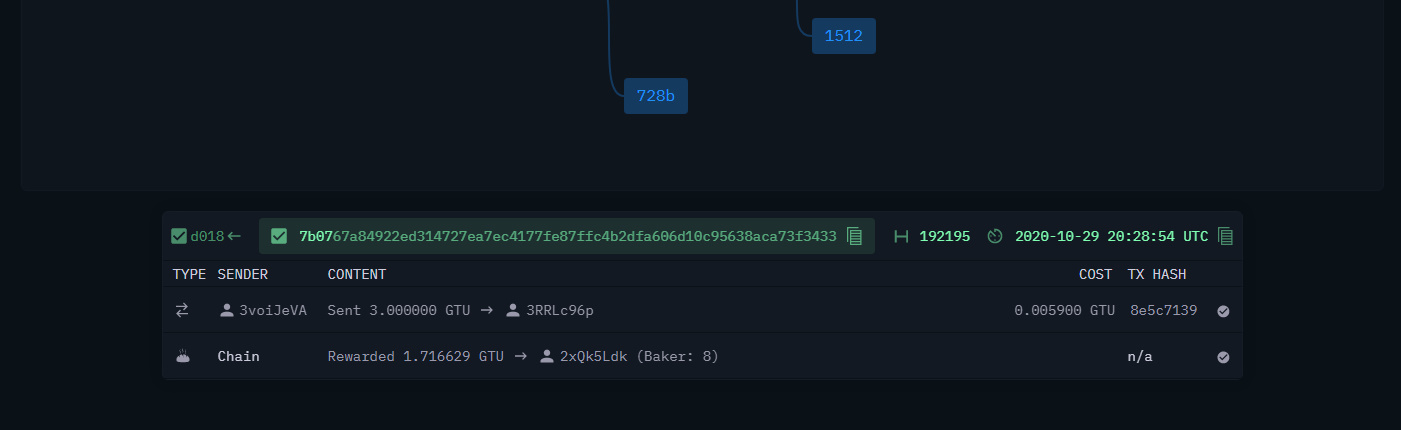 1512
728b
d018← 7b0767a84922ed314727ea7ec4177fe87ffc4b2dfa606d10c95638aca73f3433 192195 2020-10-29 20:28:54 UTC
TYPE SENDER CONTENT COST TX HASH
3voiJeVA Sent 3.000000 GTU → 3RRLc96p 0.005900 GTU 8e5c7139
Chain Rewarded 1.716629 GTU → 2xQk5Ldk (Baker: 8) n/a